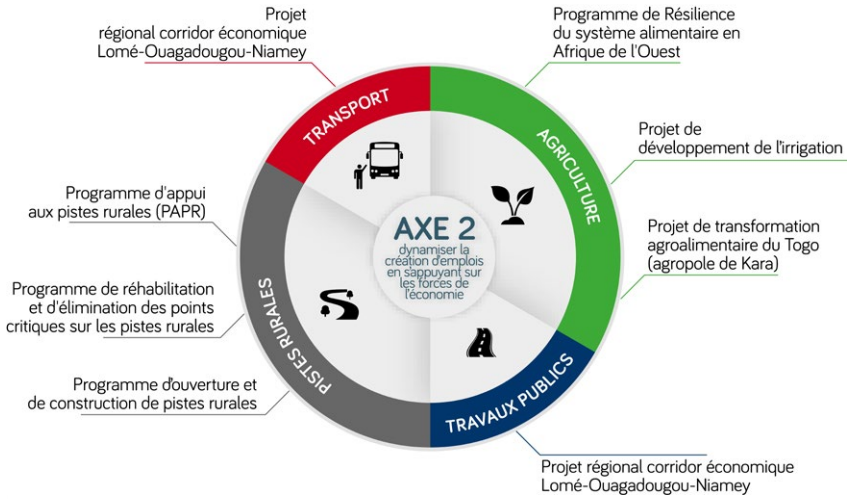 Projet
régional corridor économique
Lomé-Ouagadougou-Niamey
Programme de Résilience
du système alimentaire en
Afrique de l'Ouest
TRANSPORT
AGRICULTURE
Projet de
développement de l'irrigation
Programme d'appui
aux pistes rurales (PAPR)
AXE 2
dynamiser la
création d'emplois
en s'appuyant sur
les forces de
l'économie
Projet de transformation
agroalimentaire du Togo
(agropole de Kara)
Programme de réhabilitation
et d'élimination des points
critiques sur les pistes rurales
PISTES RURALES
TRAVAUX PUBLICS
Programme d'ouverture et
de construction de pistes rurales
Projet régional corridor économique
Lomé-Ouagadougou-Niamey